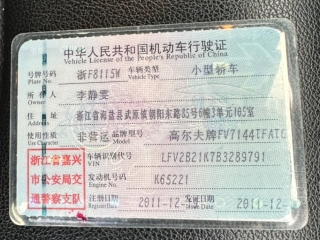 中华人民共和国机动车行驶证
Vehicle License of the People's Republic of China
号牌号码 浙F8115W 车辆类型 小型轿车
Plate No. Vehicle Type
所有人 李静雯
Owner
住址 浙江省海盐县武原镇朝阳东路85号6幢3单元105室
Address
使用性质 非营运 品牌型号 高尔夫牌FV7144TFATC
Use Character
浙江省嘉兴
市公安局交
通警察支队
车辆识别代号 LFV2B21K7B3289791
VIN
发动机号码 K65221
Engine No.
注册日期 2011-12- 发证日期 2011-12-
Register Date Issue Date